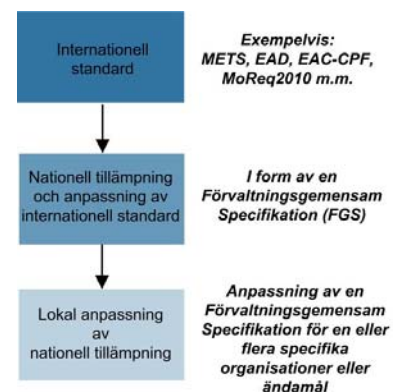 Internationell
standard
Exempelvis:
METS, EAD, EAC-CPF,
MoReq2010 m.m.
Nationell tillämpning
och anpassning av
internationell standard
I form av en
Förvaltningsgemensam
Specifikation (FGS)
Lokal anpassning
av
nationell tillämpning
Anpassning av en
Förvaltningsgemensam
Specifikation för en eller
flera specifika
organisationer eller
ändamål